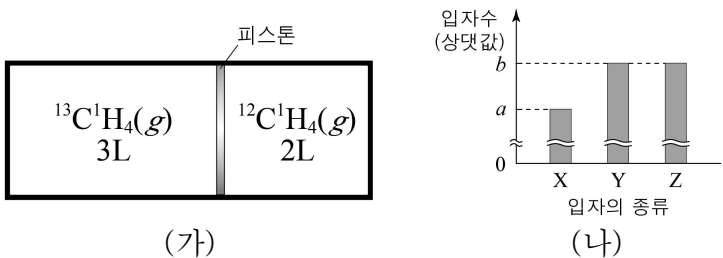 피스톤
¹³C¹H₄(g)
3L
¹²C¹H₄(g)
2L
(가)
입자수
(상댓값)
b
a
0
X Y Z
입자의 종류
(나)